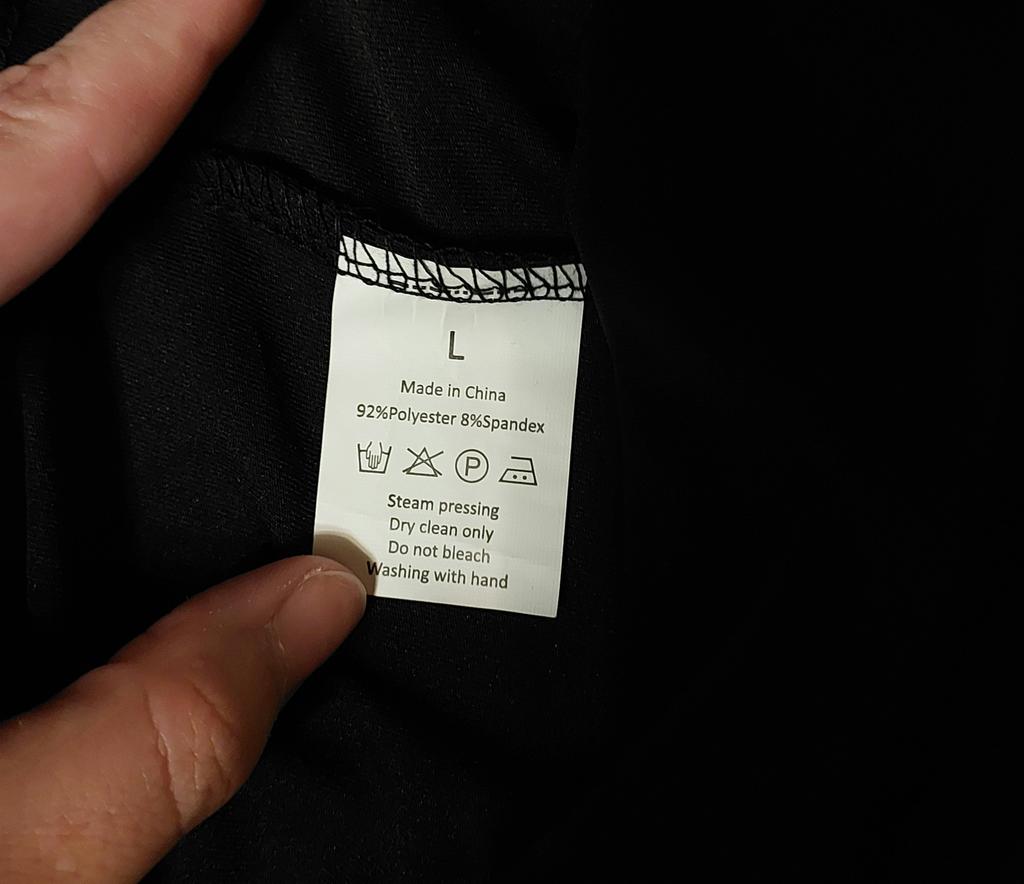 L
Made in China
92%Polyester 8%Spandex
P
Steam pressing
Dry clean only
Do not bleach
Washing with hand